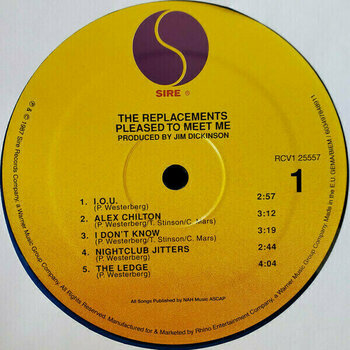 SIRE ®
THE REPLACEMENTS
PLEASED TO MEET ME
PRODUCED BY JIM DICKINSON
RCV1 25557
1
1. I.O.U. 2:57
(P. Westerberg)
2. ALEX CHILTON 3:12
(P. Westerberg/T. Stinson/C. Mars)
3. I DON'T KNOW 3:19
(P. Westerberg/T. Stinson/C. Mars)
4. NIGHTCLUB JITTERS 2:44
(P. Westerberg)
5. THE LEDGE 4:04
(P. Westerberg)
All Songs Published by NAH Music ASCAP
℗ © 1987 Sire Records Company, a Warner Music Group Company.
All Rights Reserved. Manufactured for & Marketed by Rhino Entertainment Company, a Warner Music Group Company.
Made in the E.U. GEMA/BIEM /